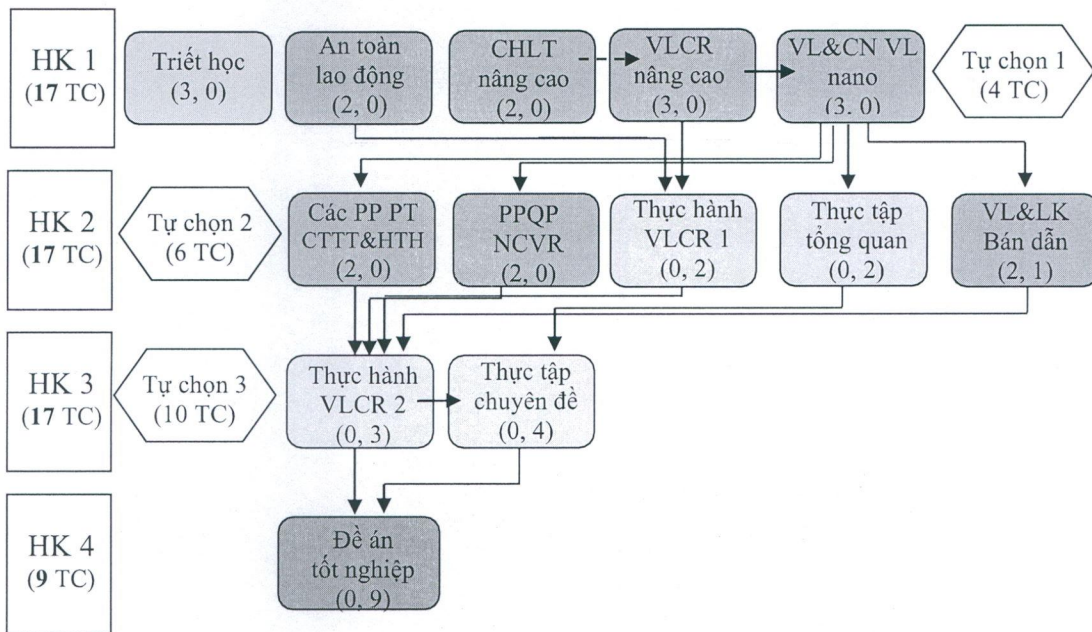 HK 1
(17 TC)
Triết học
(3, 0)
An toàn
lao động
(2, 0)
CHLT
nâng cao
(2, 0)
VLCR
nâng cao
(3, 0)
VL&CN VL
nano
(3, 0)
Tự chọn 1
(4 TC)
HK 2
(17 TC)
Tự chọn 2
(6 TC)
Các PP PT
CTTT&HTH
(2, 0)
PPQP
NCVR
(2, 0)
Thực hành
VLCR 1
(0, 2)
Thực tập
tổng quan
(0, 2)
VL&LK
Bán dẫn
(2, 1)
HK 3
(17 TC)
Tự chọn 3
(10 TC)
Thực hành
VLCR 2
(0, 3)
Thực tập
chuyên đề
(0, 4)
HK 4
(9 TC)
Đề án
tốt nghiệp
(0, 9)